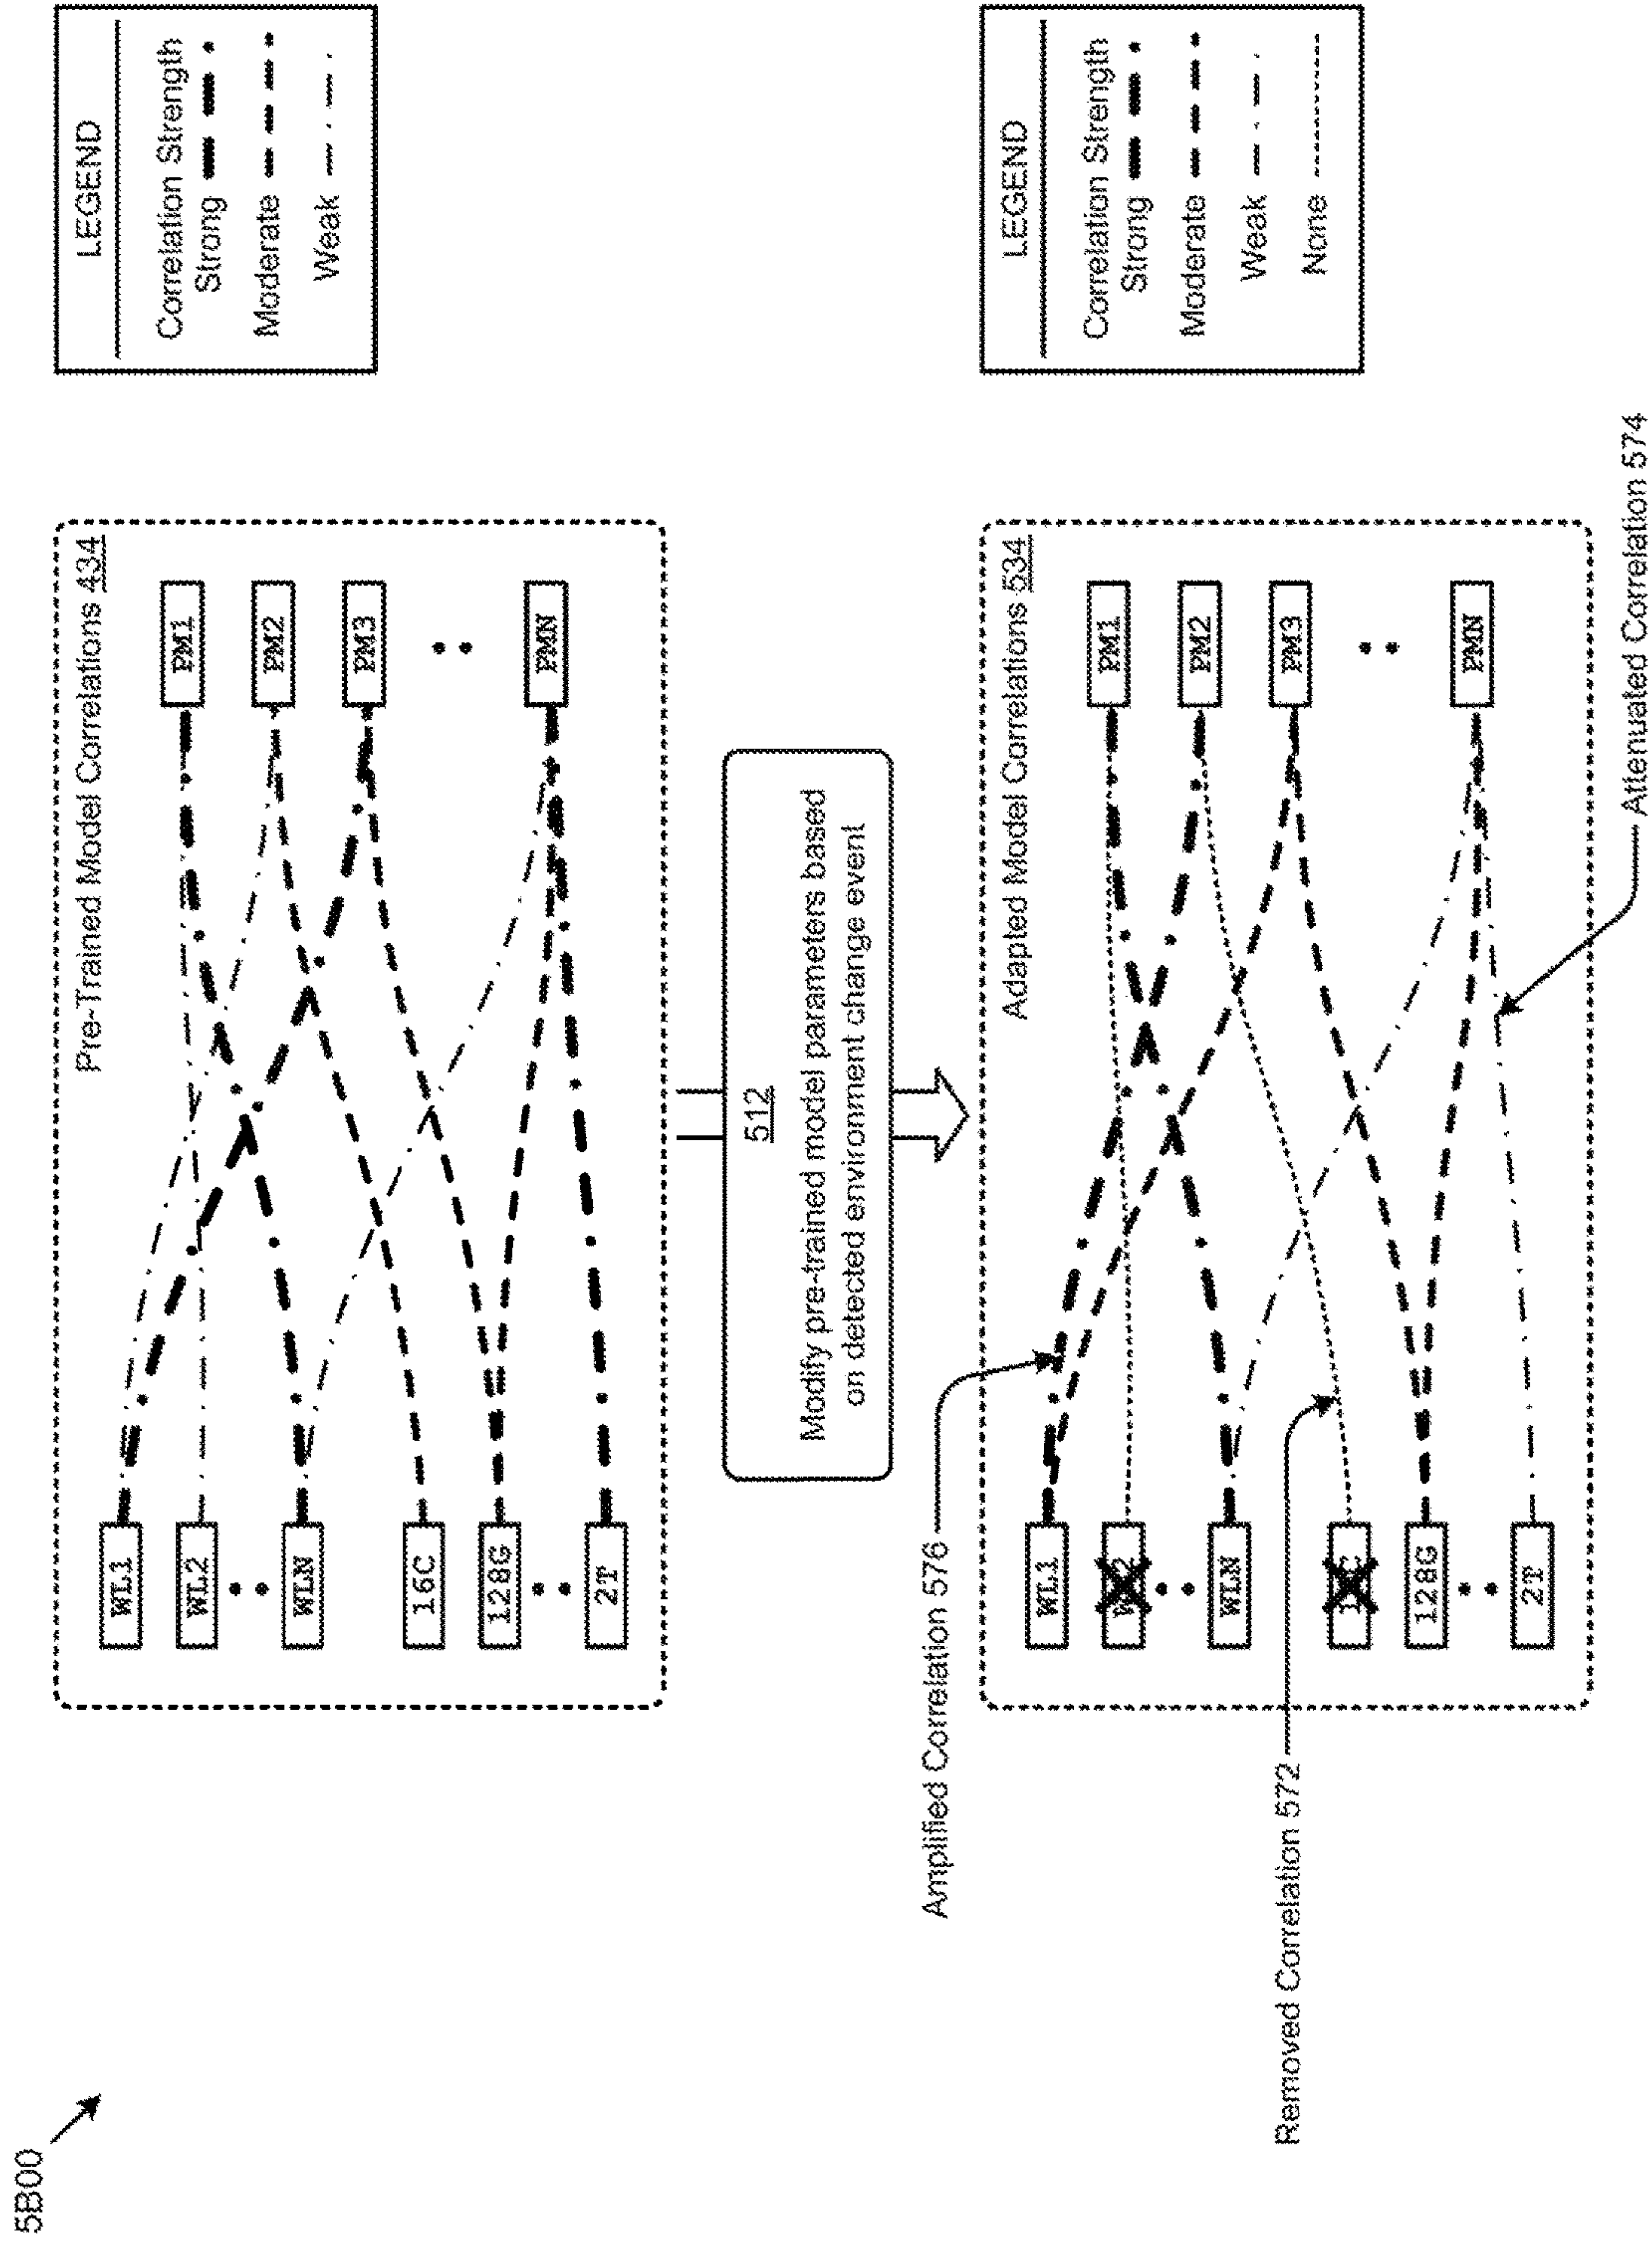 5B00
Pre-Trained Model Correlations 434
WL1
WL2
WLN
16C
128G
2T
PM1
PM2
PM3
PMN
LEGEND
Correlation Strength
Strong
Moderate
Weak
512
Modify pre-trained model parameters based
on detected environment change event
Amplified Correlation 576
Removed Correlation 572
Adapted Model Correlations 534
WL1
WLN
128G
2T
PM1
PM2
PM3
PMN
Attenuated Correlation 574
LEGEND
Correlation Strength
Strong
Moderate
Weak
None